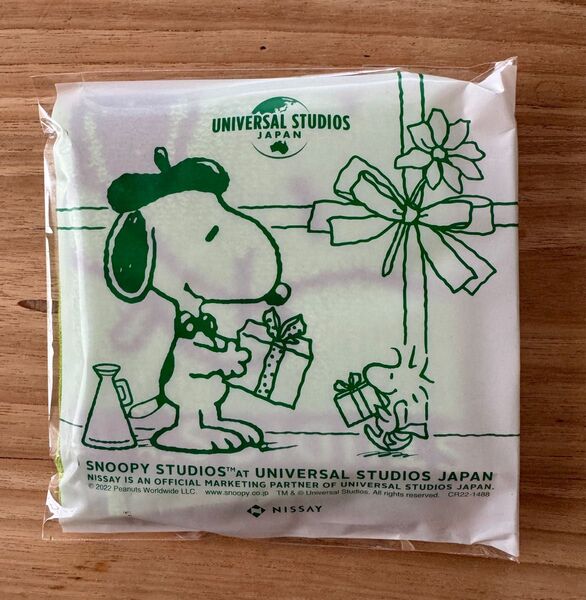 UNIVERSAL STUDIOS
JAPAN
SNOOPY STUDIOS™ AT UNIVERSAL STUDIOS JAPAN
NISSAY IS AN OFFICIAL MARKETING PARTNER OF UNIVERSAL STUDIOS JAPAN.
© 2022 Peanuts Worldwide LLC. www.snoopy.co.jp TM & © Universal Studios. All rights reserved. CR22-1488
NISSAY